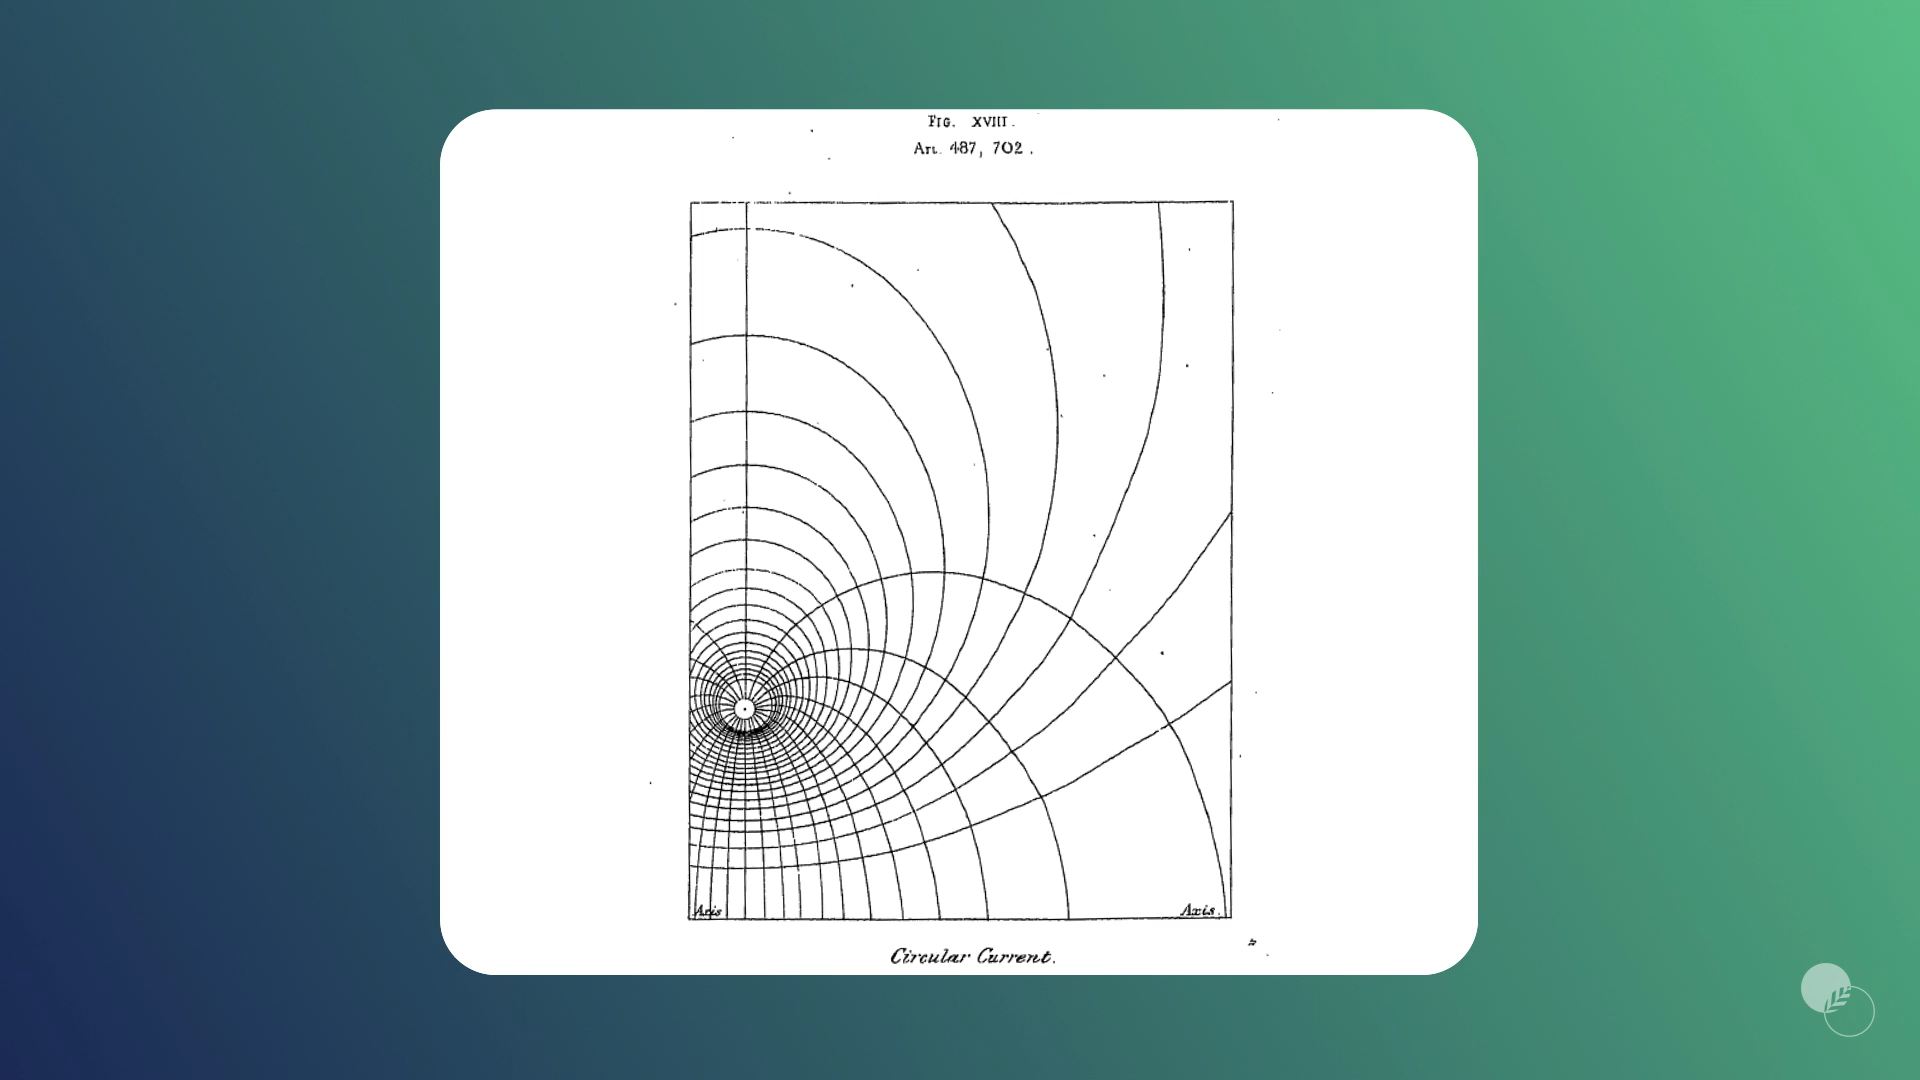 FIG. XVIII.
Art. 487, 702.
Axis
Axis.
Circular Current.